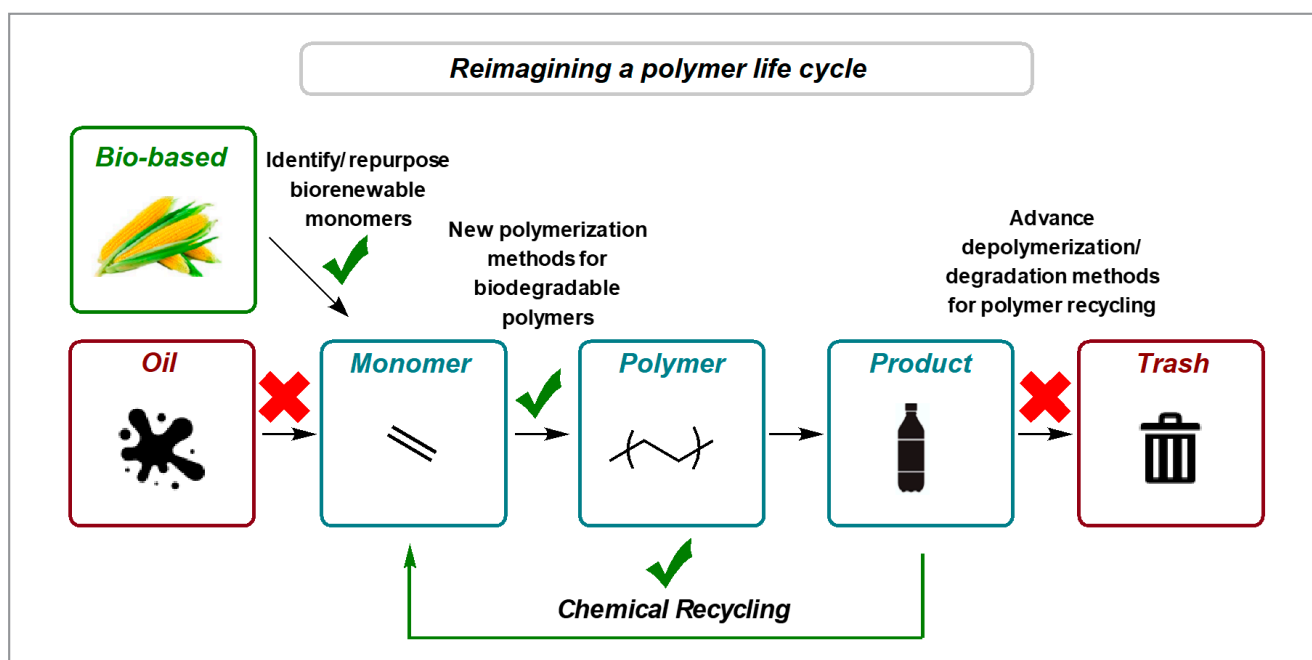 Reimagining a polymer life cycle
Bio-based
Identify/ repurpose
biorenewable
monomers
New polymerization
methods for
biodegradable
polymers
Advance
depolymerization/
degradation methods
for polymer recycling
Oil
Monomer
Polymer
Product
Trash
Chemical Recycling